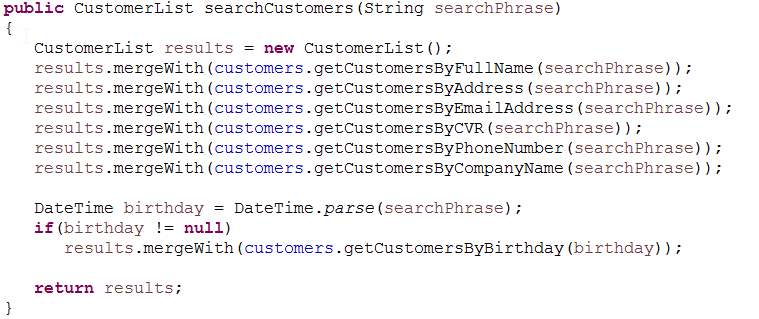 public CustomerList searchCustomers(String searchPhrase)
{
   CustomerList results = new CustomerList();
   results.mergeWith(customers.getCustomersByFullName(searchPhrase));
   results.mergeWith(customers.getCustomersByAddress(searchPhrase));
   results.mergeWith(customers.getCustomersByEmailAddress(searchPhrase));
   results.mergeWith(customers.getCustomersByCVR(searchPhrase));
   results.mergeWith(customers.getCustomersByPhoneNumber(searchPhrase));
   results.mergeWith(customers.getCustomersByCompanyName(searchPhrase));

   DateTime birthday = DateTime.parse(searchPhrase);
   if(birthday != null)
      results.mergeWith(customers.getCustomersByBirthday(birthday));

   return results;
}